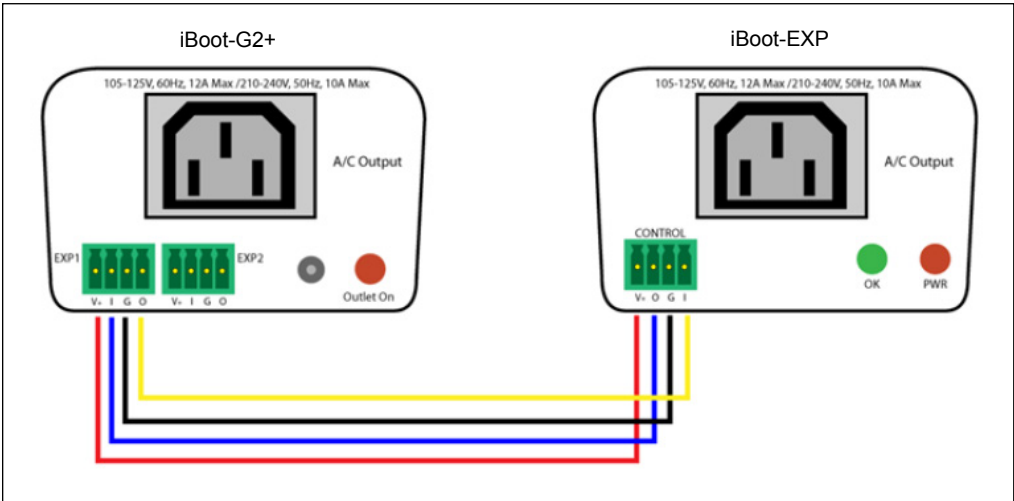 iBoot-G2+
105-125V, 60Hz, 12A Max /210-240V, 50Hz, 10A Max
A/C Output
EXP1
EXP2
V+ I G O
V+ I G O
Outlet On
iBoot-EXP
105-125V, 60Hz, 12A Max /210-240V, 50Hz, 10A Max
A/C Output
CONTROL
V+ O G I
OK
PWR